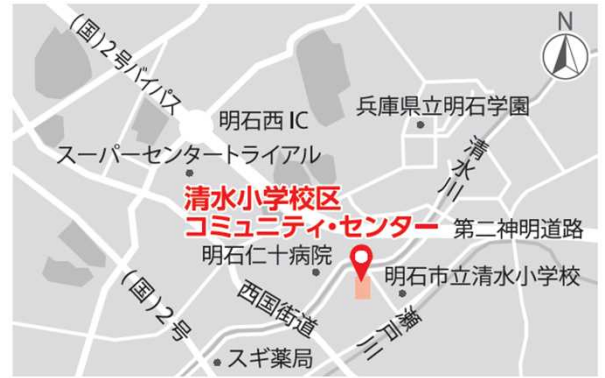 N
(国)2号バイパス
明石西IC
兵庫県立明石学園
スーパーセンタートライアル
清水川
清水小学校区
コミュニティ・センター
第二神明道路
明石仁十病院
明石市立清水小学校
(国)2号
西国街道
瀬戸川
スギ薬局